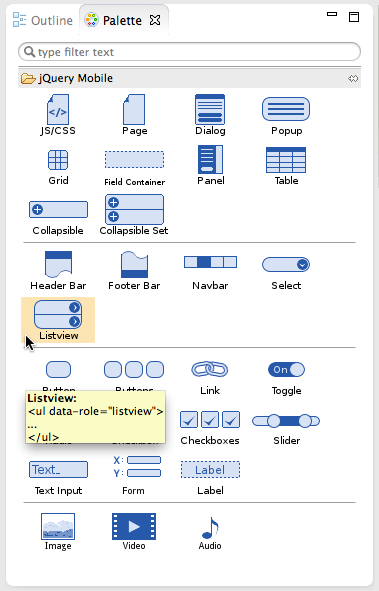 Outline Palette
type filter text
jQuery Mobile
JS/CSS Page Dialog Popup
Grid Field Container Panel Table
Collapsible Collapsible Set
Header Bar Footer Bar Navbar Select
Listview
On
Button Buttons Link Toggle
Listview:
<ul data-role="listview">
...
</ul>
Checkboxes Slider
Text_ X: Y: Label
Text Input Form Label
Image Video Audio